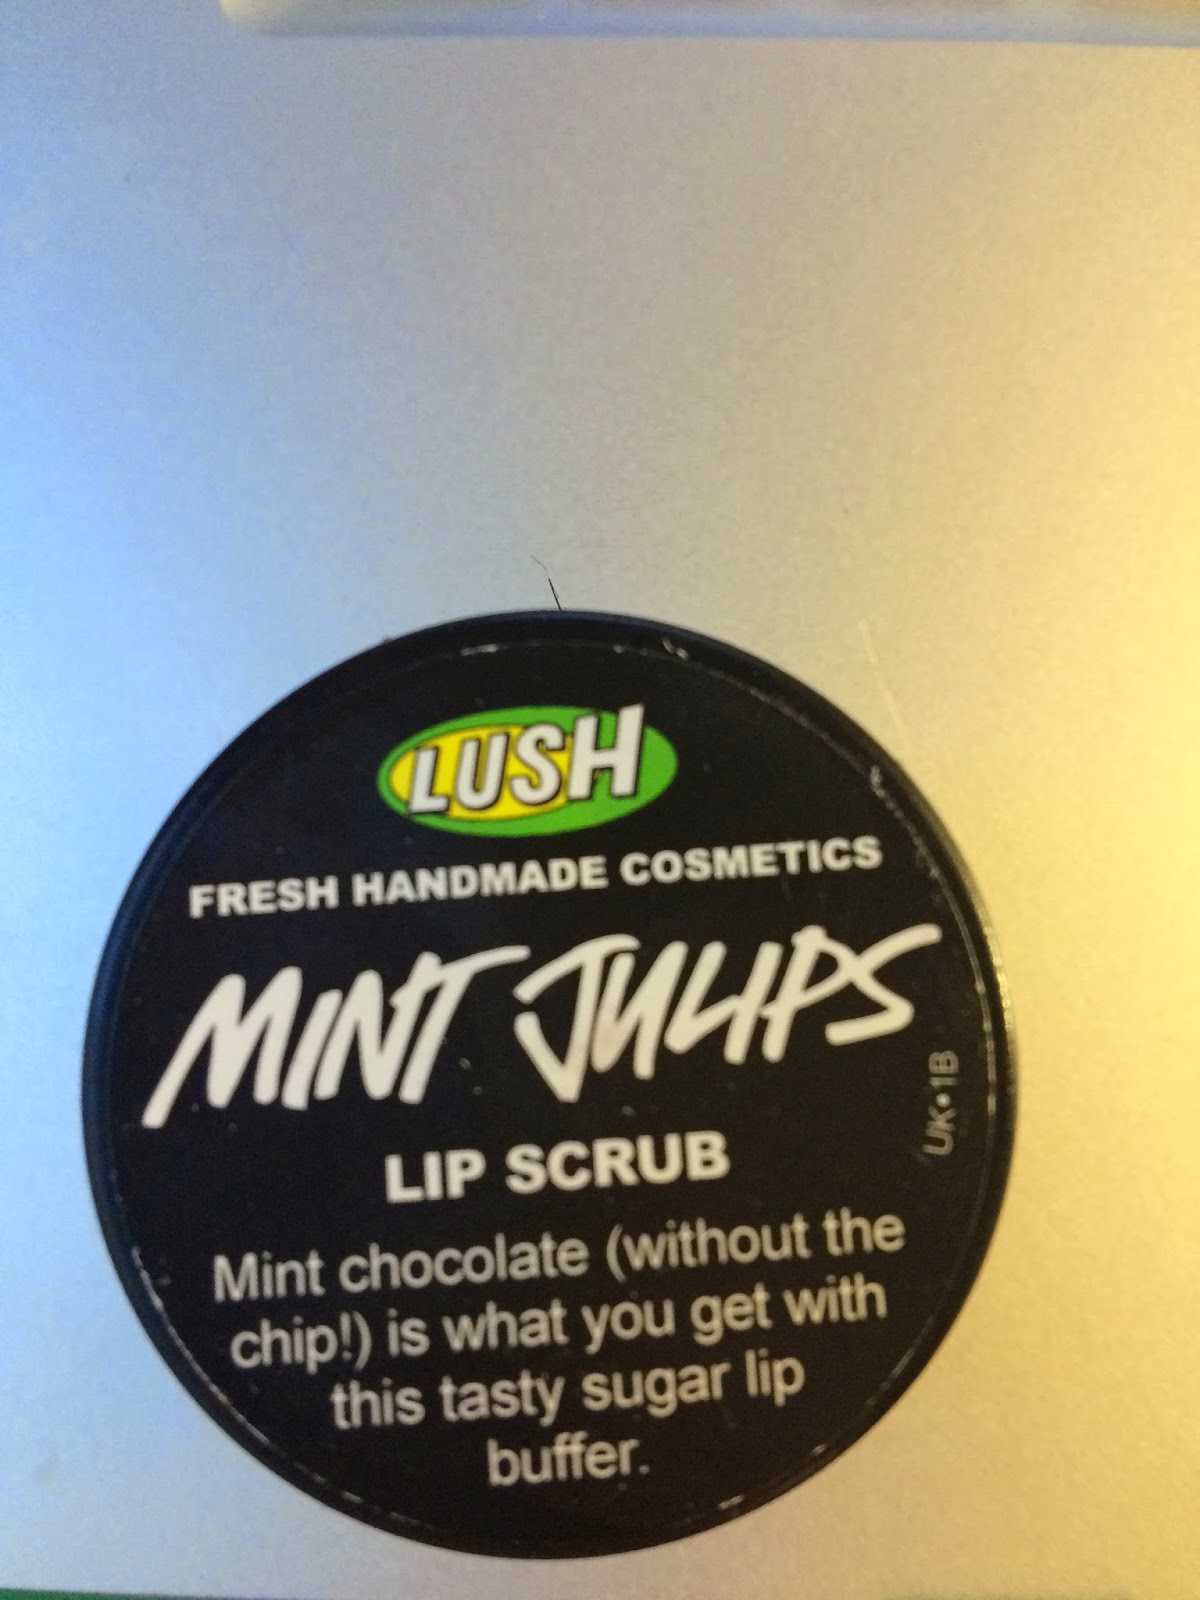 LUSH
FRESH HANDMADE COSMETICS
MINT JULIPS
UK•1B
LIP SCRUB
Mint chocolate (without the
chip!) is what you get with
this tasty sugar lip
buffer.